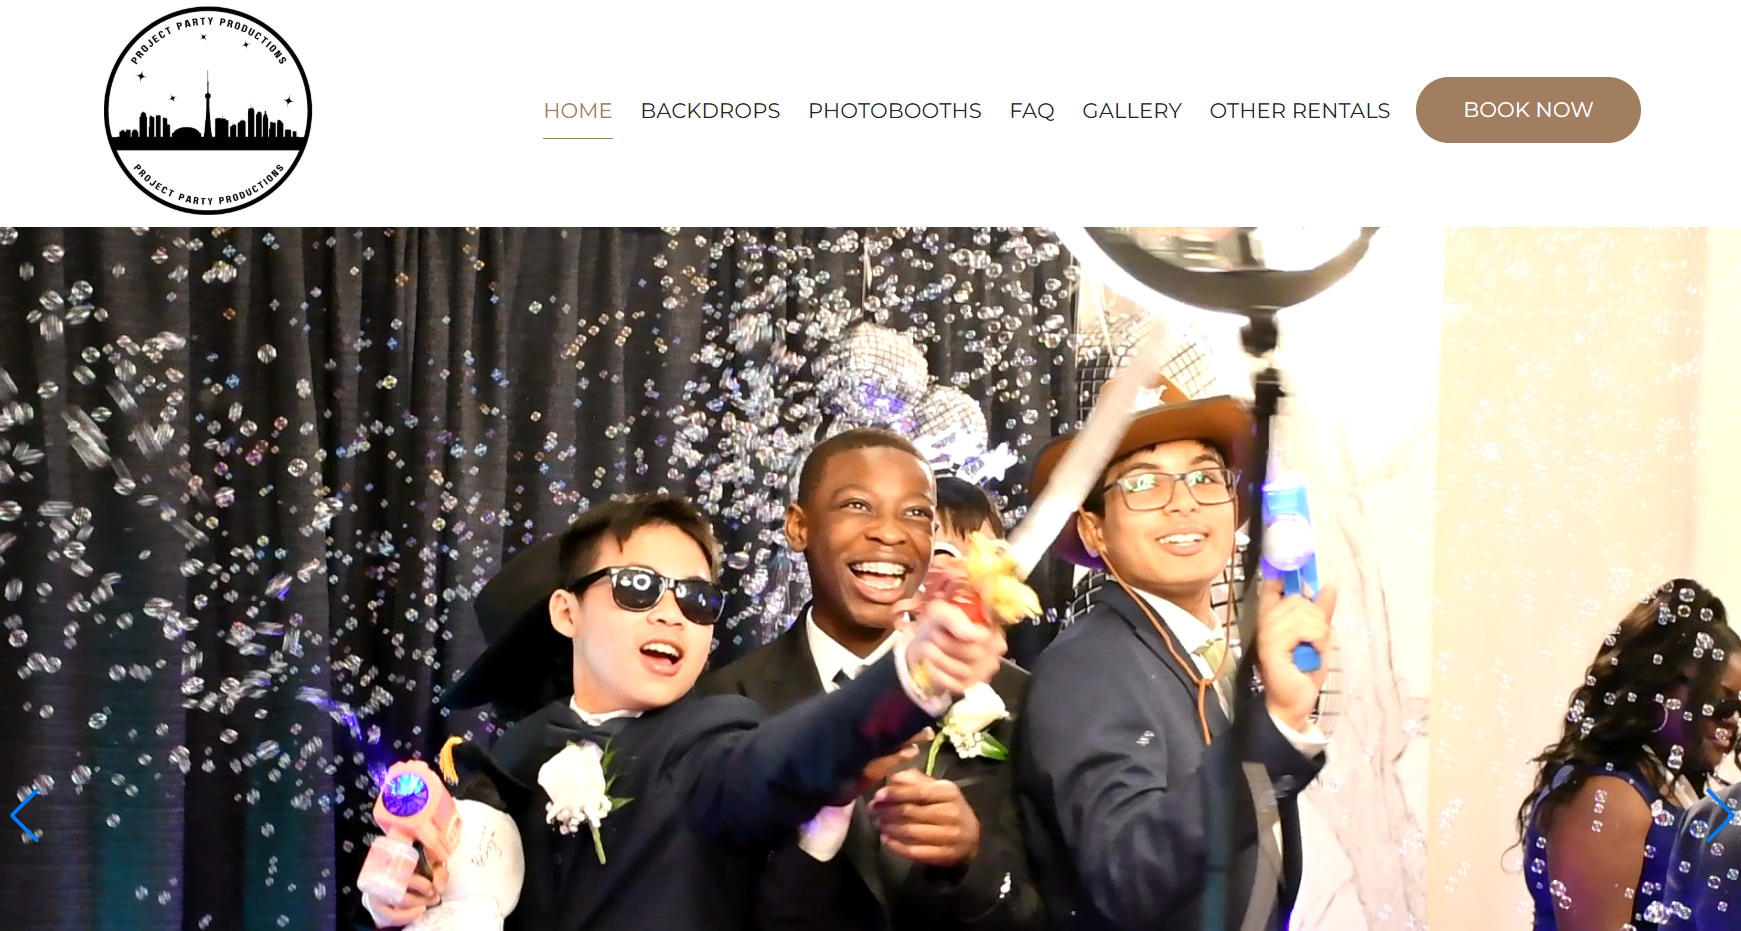 PROJECT PARTY PRODUCTIONS
PROJECT PARTY PRODUCTIONS
HOME BACKDROPS PHOTOBOOTHS FAQ GALLERY OTHER RENTALS BOOK NOW